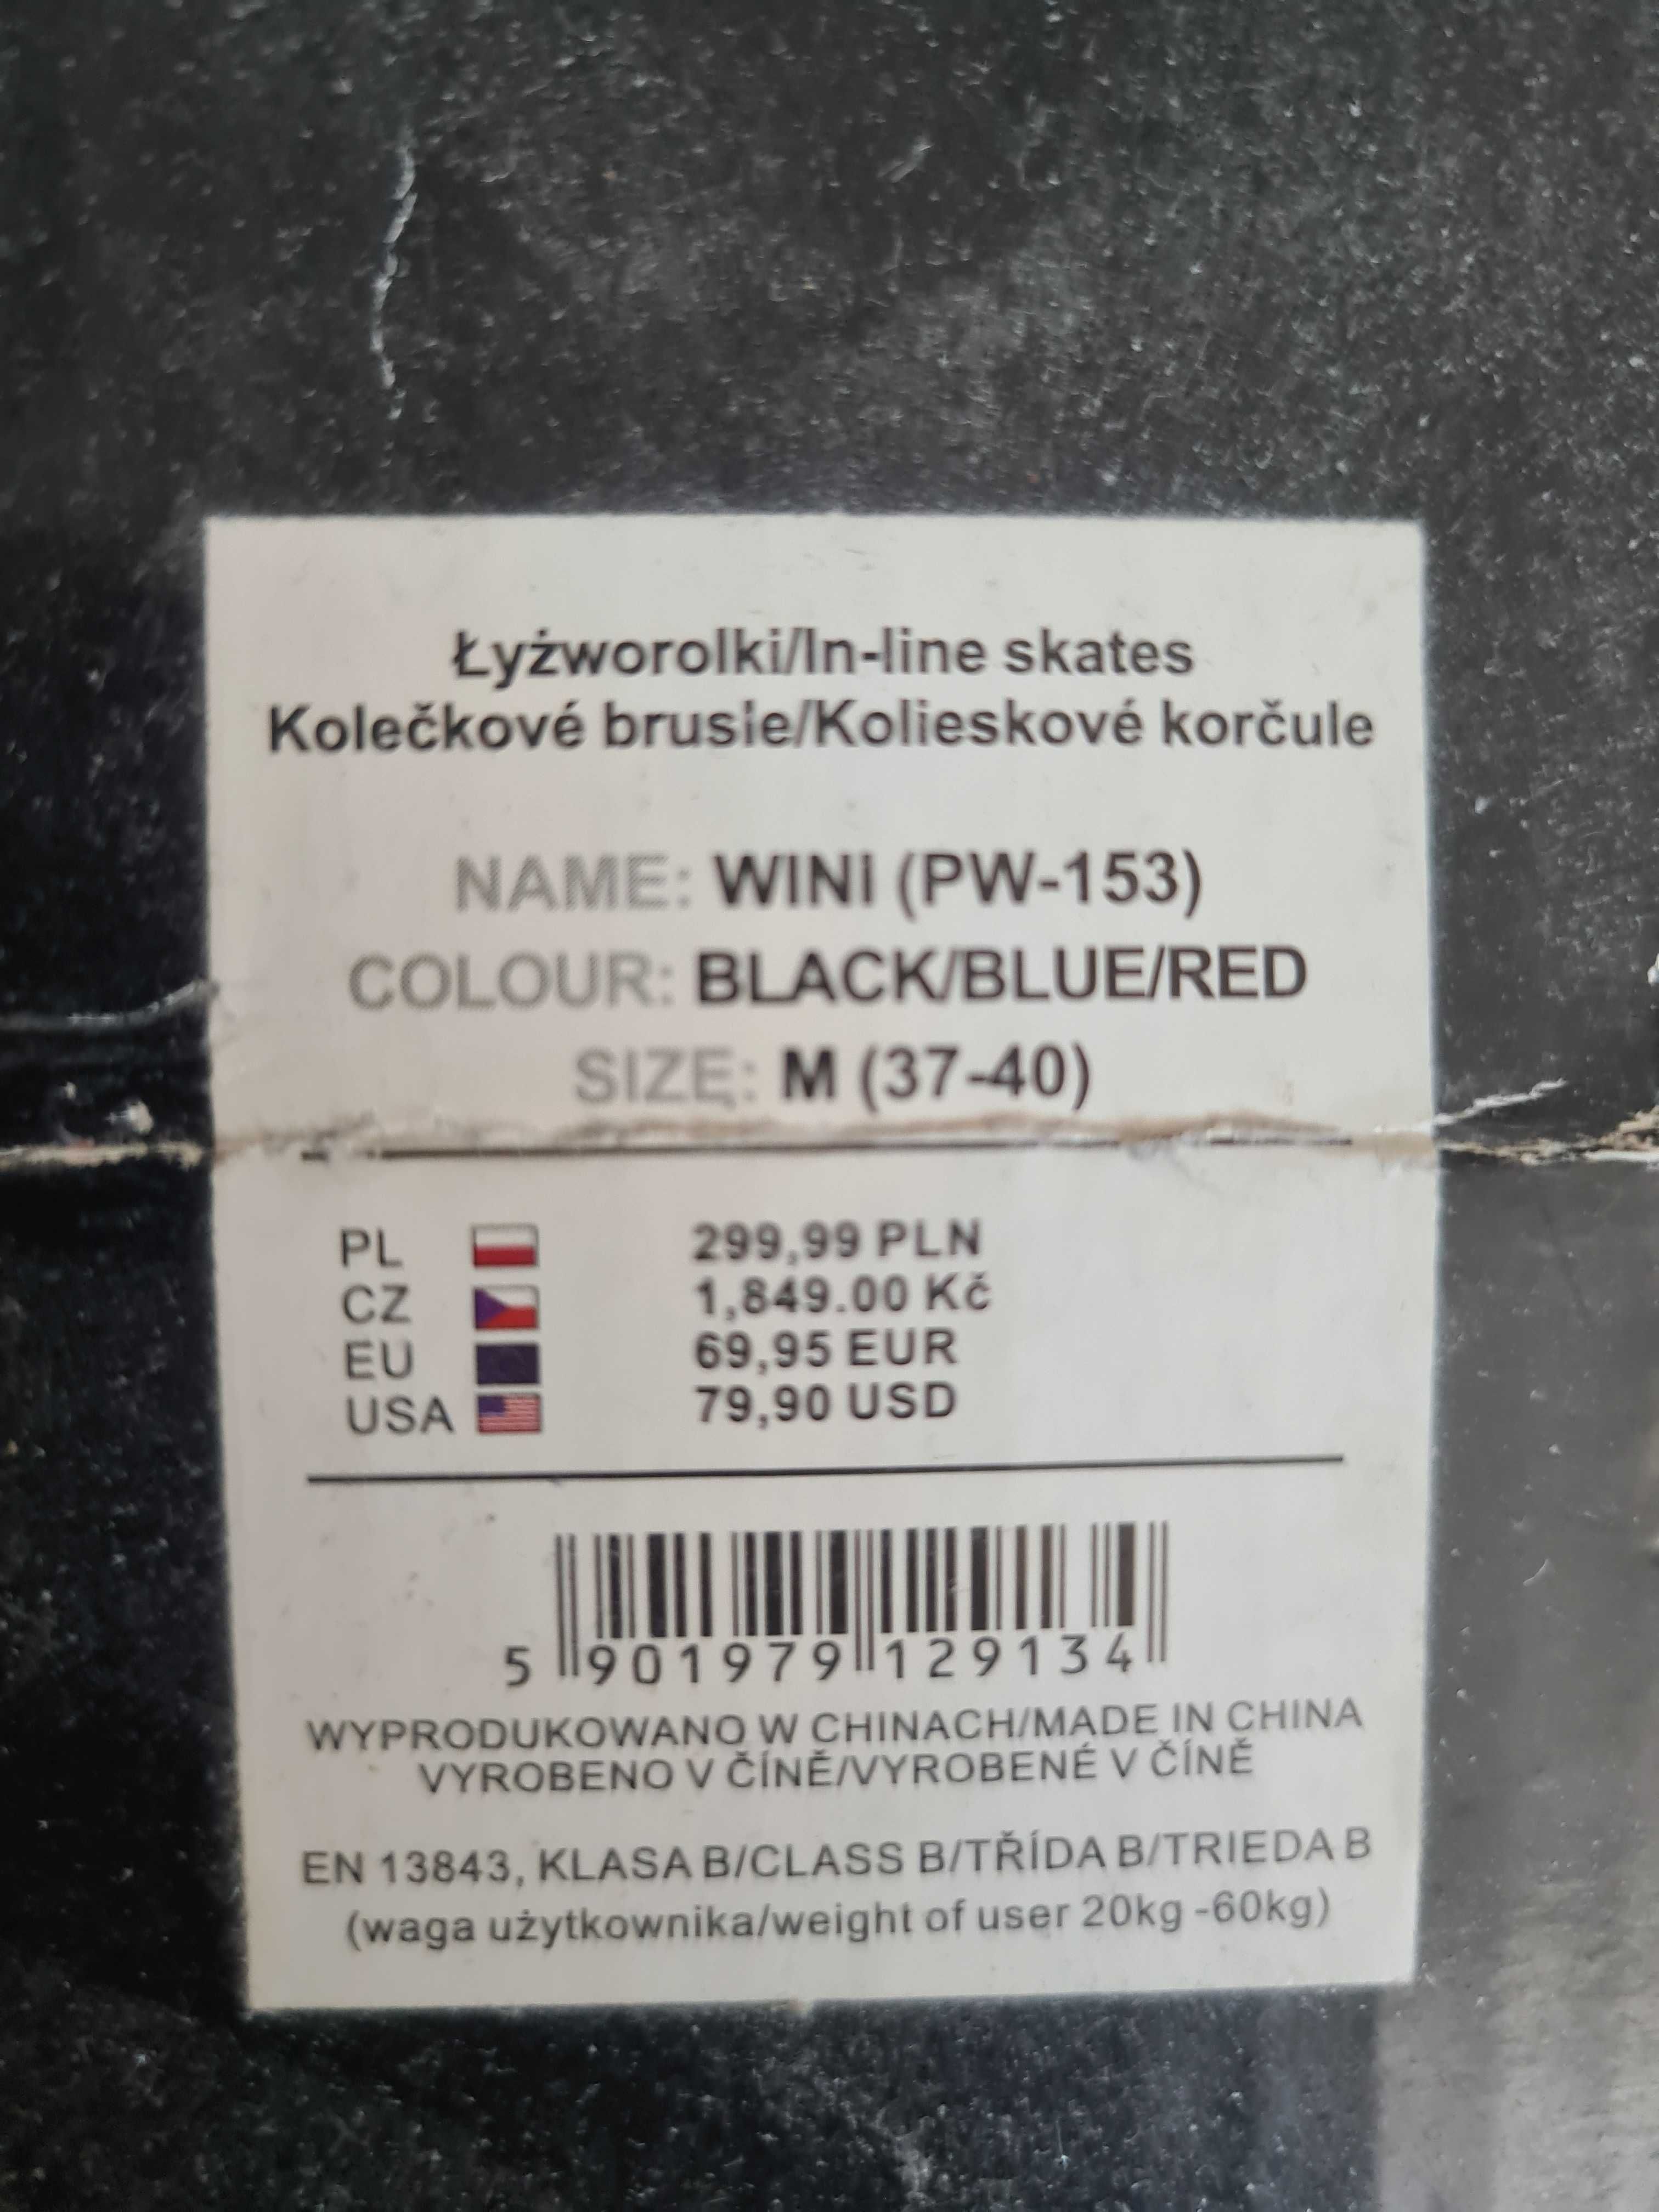 Łyżworolki/In-line skates
Kolečkové brusle/Kolieskové korčule
NAME: WINI (PW-153)
COLOUR: BLACK/BLUE/RED
SIZE: M (37-40)
PL 299,99 PLN
CZ 1,849.00 Kč
EU 69,95 EUR
USA 79,90 USD
5 901979 129134
WYPRODUKOWANO W CHINACH/MADE IN CHINA
VYROBENO V ČÍNĚ/VYROBENÉ V ČÍNĚ
EN 13843, KLASA B/CLASS B/TŘÍDA B/TRIEDA B
(waga użytkownika/weight of user 20kg -60kg)